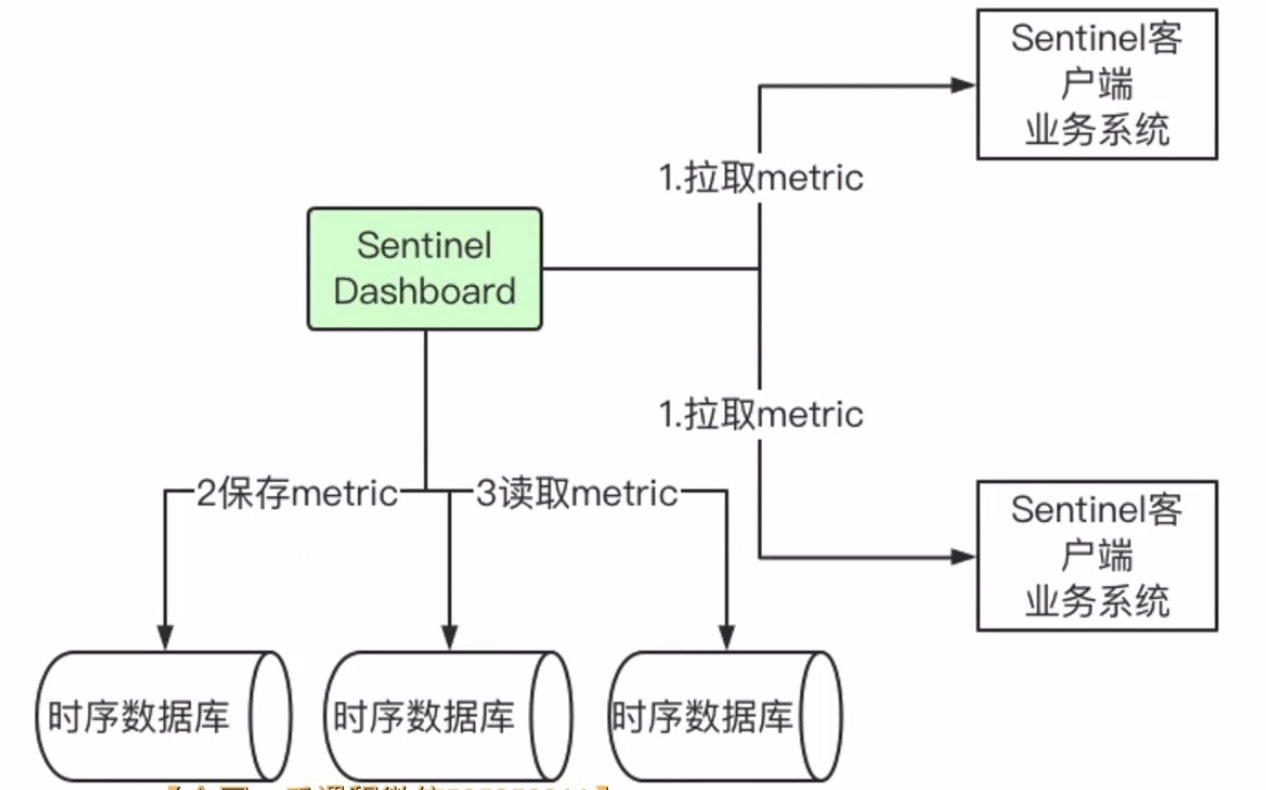 Sentinel客
户端
业务系统
1.拉取metric
Sentinel
Dashboard
1.拉取metric
2保存metric
3读取metric
Sentinel客
户端
业务系统
时序数据库
时序数据库
时序数据库